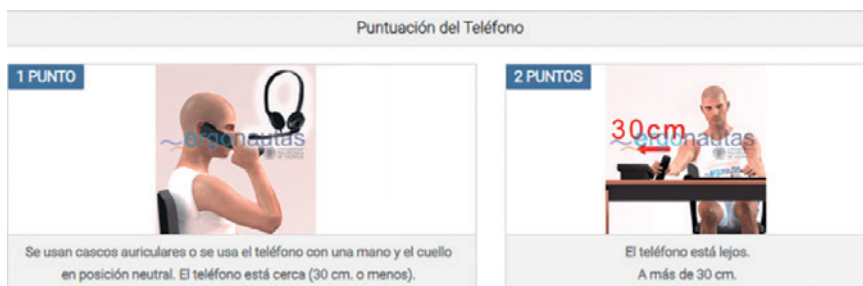 Puntuación del Teléfono
1 PUNTO
ergonautas
Se usan cascos auriculares o se usa el teléfono con una mano y el cuello
en posición neutral. El teléfono está cerca (30 cm. o menos).
2 PUNTOS
30cm
ergonautas
El teléfono está lejos.
A más de 30 cm.